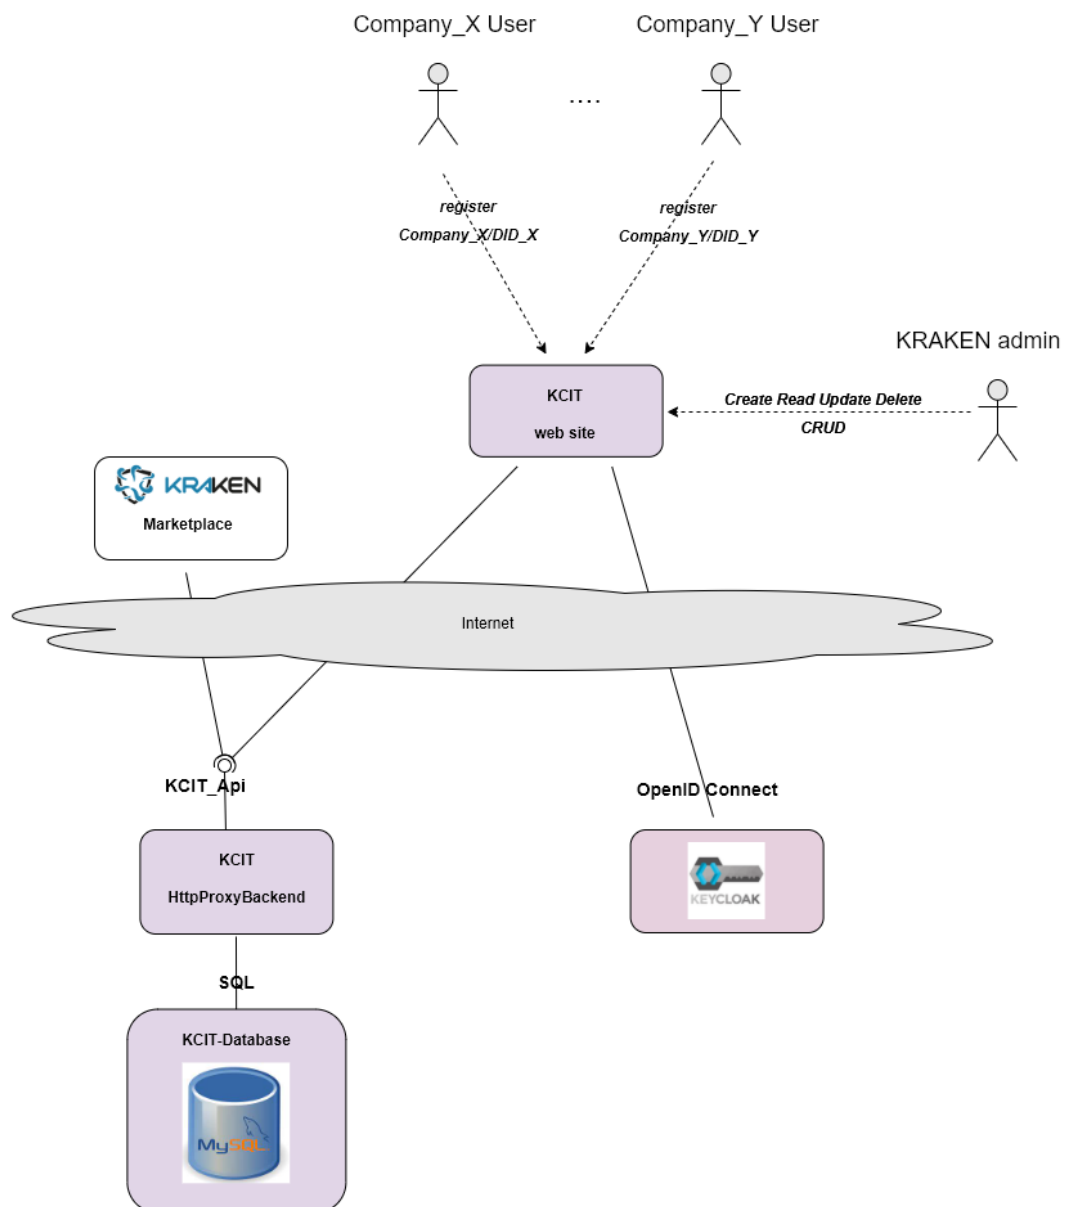 Company_X User
Company_Y User
....
register
Company_X/DID_X
register
Company_Y/DID_Y
KRAKEN admin
KCIT
web site
Create Read Update Delete
CRUD
KRAKEN
Marketplace
Internet
KCIT_Api
OpenID Connect
KCIT
HttpProxyBackend
KEYCLOAK
SQL
KCIT-Database
MySQL